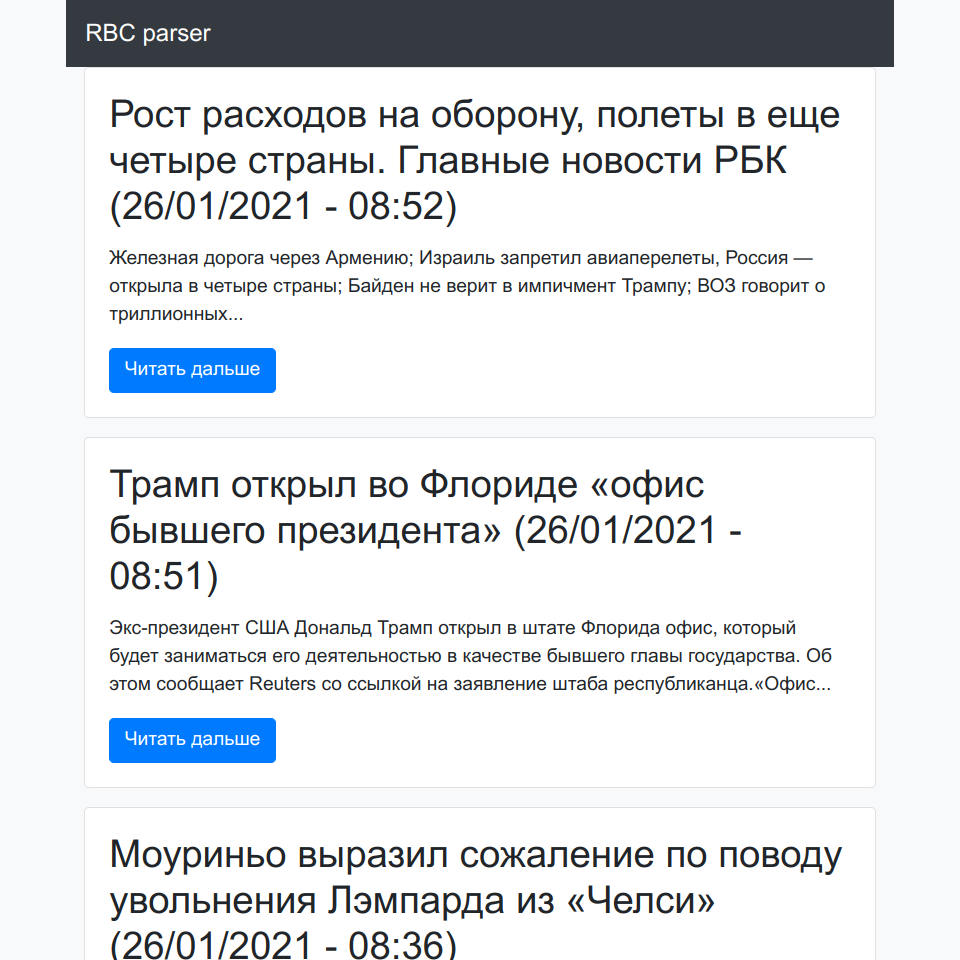 RBC parser
Рост расходов на оборону, полеты в еще
четыре страны. Главные новости РБК
(26/01/2021 - 08:52)
Железная дорога через Армению; Израиль запретил авиаперелеты, Россия —
открыла в четыре страны; Байден не верит в импичмент Трампу; ВОЗ говорит о
триллионных...
Читать дальше
Трамп открыл во Флориде «офис
бывшего президента» (26/01/2021 -
08:51)
Экс-президент США Дональд Трамп открыл в штате Флорида офис, который
будет заниматься его деятельностью в качестве бывшего главы государства. Об
этом сообщает Reuters со ссылкой на заявление штаба республиканца.«Офис...
Читать дальше
Моуриньо выразил сожаление по поводу
увольнения Лэмпарда из «Челси»
(26/01/2021 - 08:36)